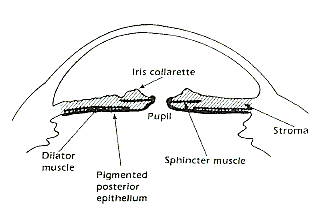 Iris collarette
Pupil
Stroma
Dilator
muscle
Sphincter muscle
Pigmented
posterior
epithelium